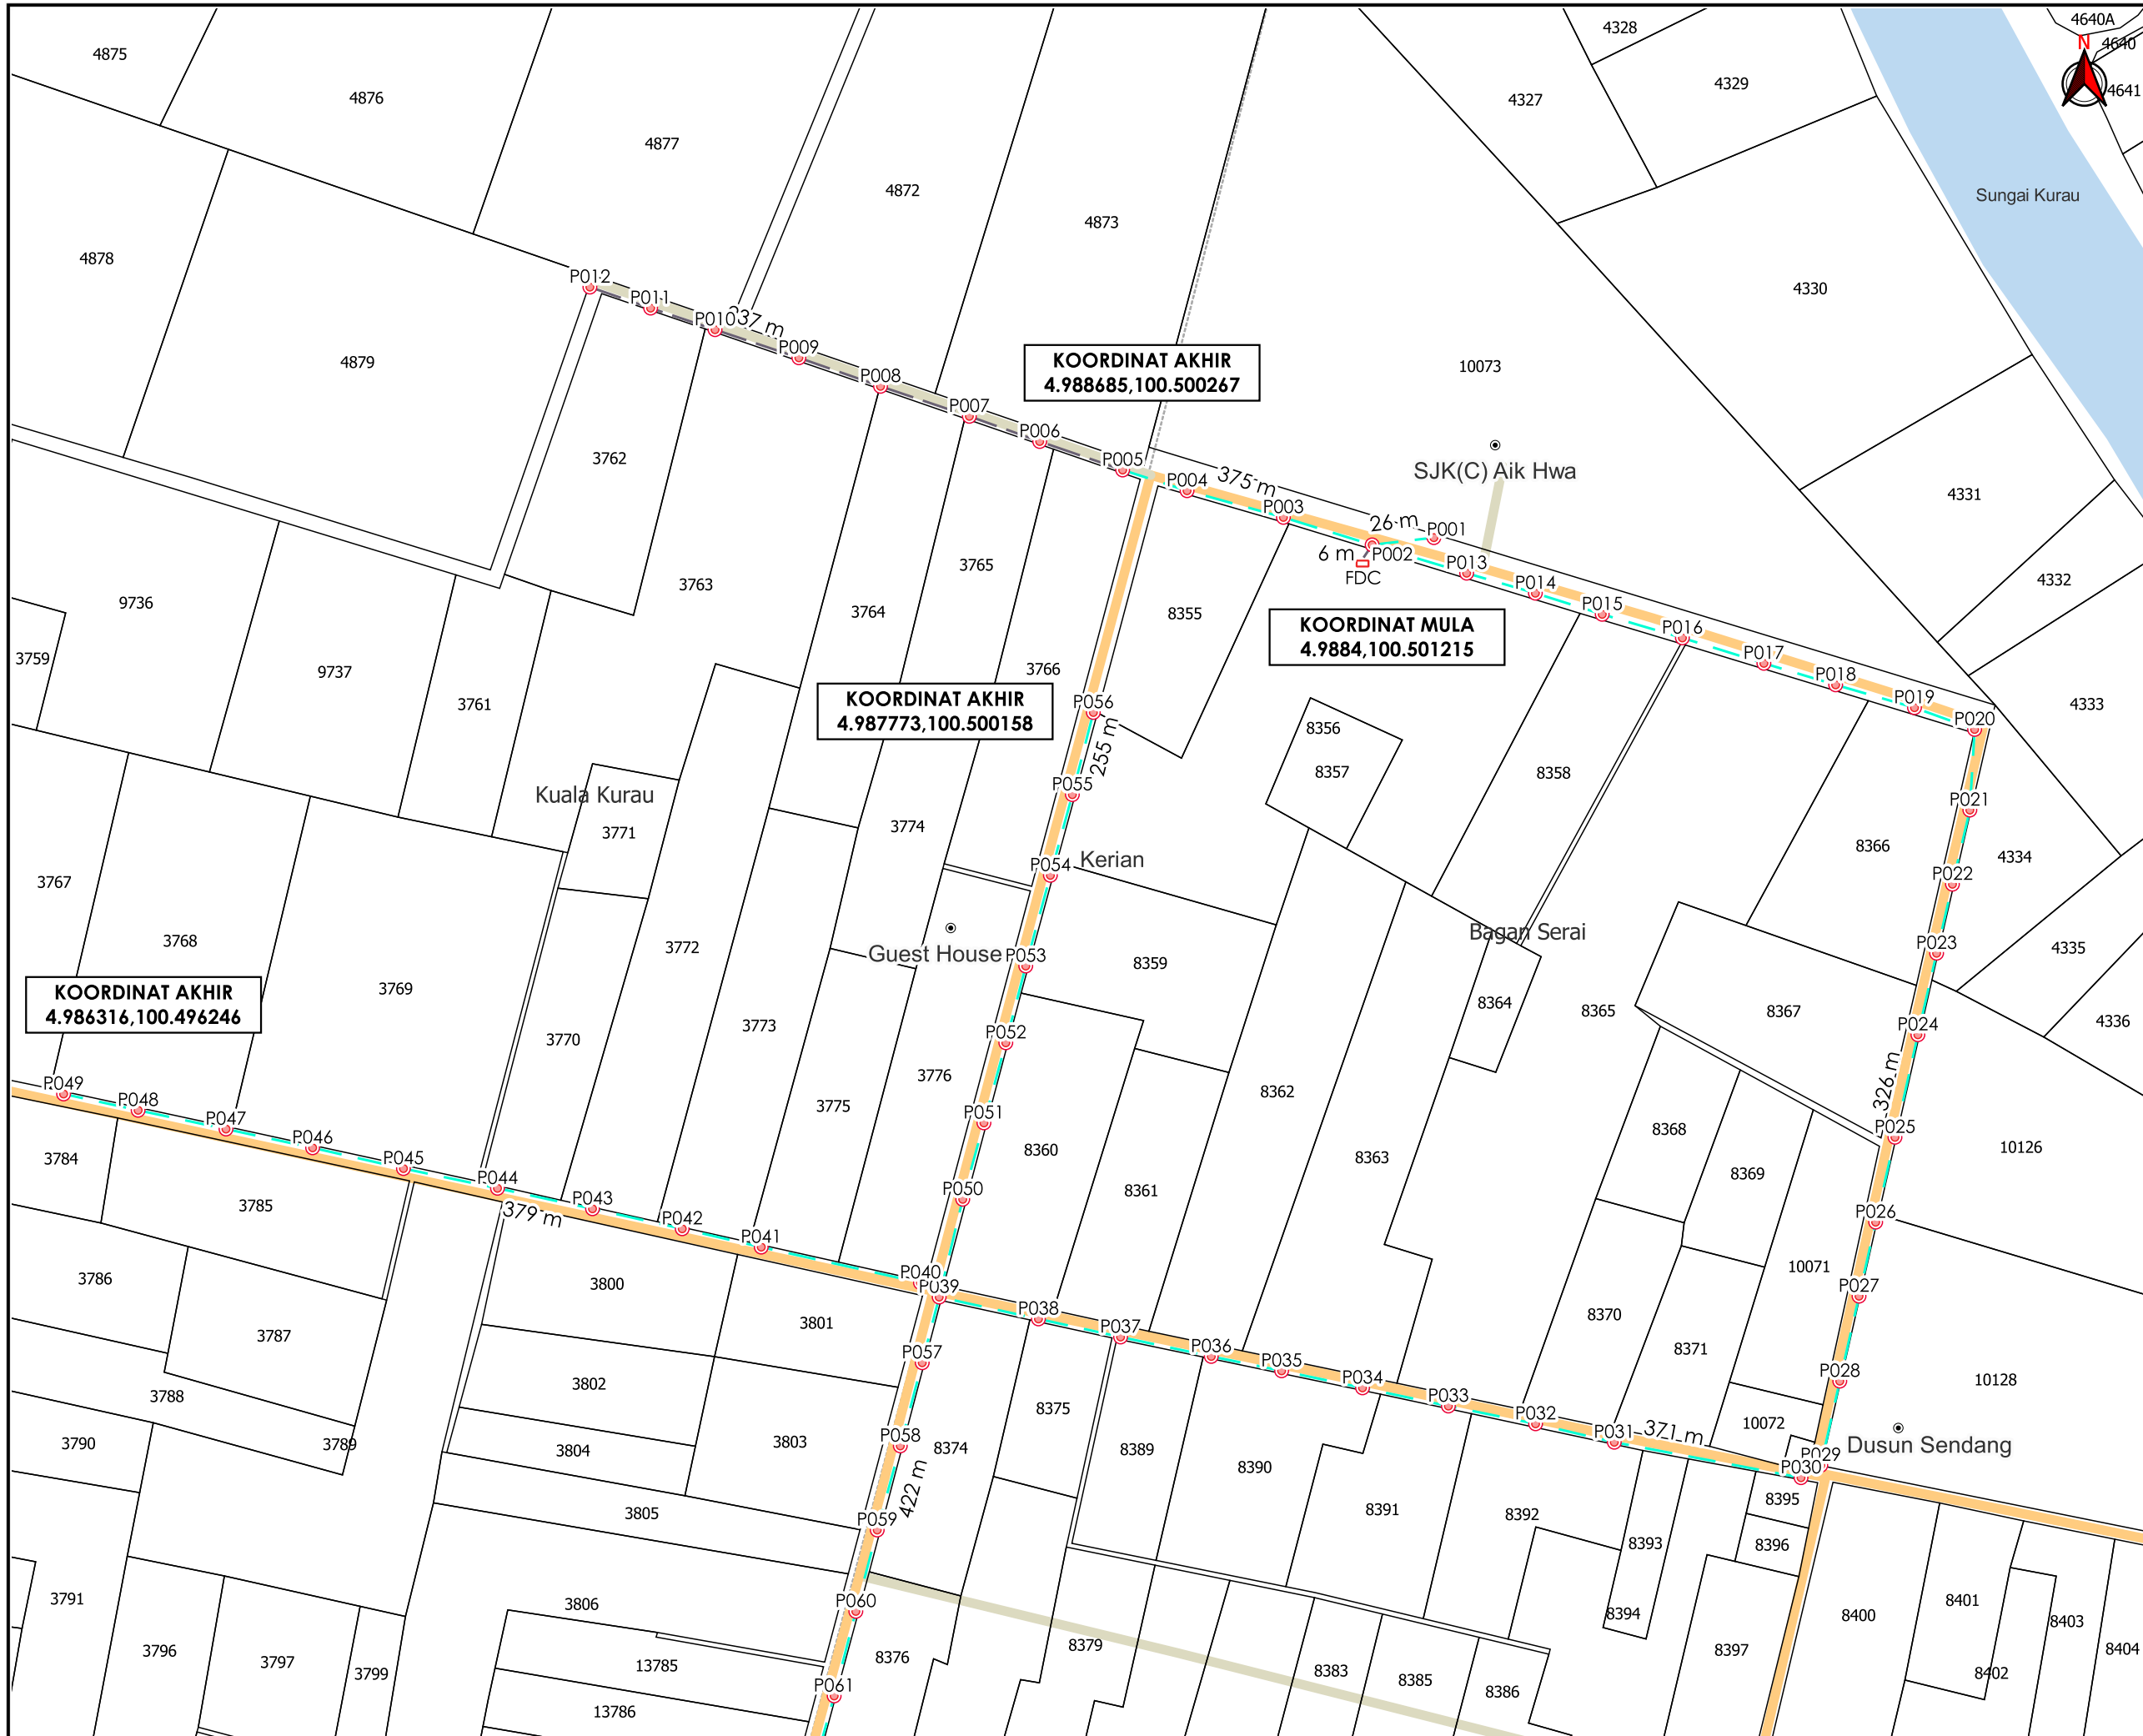 4875
4876
4877
4328
4329
4327
4640A
N
4640
4641
4872
4873
Sungai Kurau
4878
4879
4330
P012
P011
P010
237 m
P009
P008
P007
P006
P005
P004
KOORDINAT AKHIR
4.988685,100.500267
10073
SJK(C) Aik Hwa
375 m
P003
26 m
P001
P002
6 m
FDC
P013
P014
P015
P016
P017
P018
P019
P020
4331
4332
4333
3762
3763
3764
3765
3766
8355
9736
9737
3759
3761
KOORDINAT MULA
4.9884,100.501215
KOORDINAT AKHIR
4.987773,100.500158
P056
255 m
P055
P054
Kerian
8356
8357
8358
Kuala Kurau
3771
3774
P021
8366
4334
P022
3767
3768
3769
3772
Guest House
P053
8359
Bagan Serai
P023
4335
KOORDINAT AKHIR
4.986316,100.496246
3770
3773
P052
8364
8365
8367
P024
4336
326 m
P049
P048
P047
P046
P045
P044
P043
P042
P041
P040
P039
379 m
3775
3776
P051
P050
8360
8361
8362
8363
8368
8369
P025
10126
P026
3784
3785
3786
3787
3788
3789
3790
3791
3800
3801
3802
3803
3804
3805
3806
P038
P037
P036
P035
P034
P033
P032
P031
371 m
P030
P029
10071
P027
8370
8371
P028
10128
10072
Dusun Sendang
P057
P058
422 m
P059
P060
P061
8374
8375
8389
8390
8391
8392
8393
8394
8395
8396
8397
8400
8401
8402
8403
8404
3796
3797
3799
13785
13786
8376
8379
8383
8385
8386